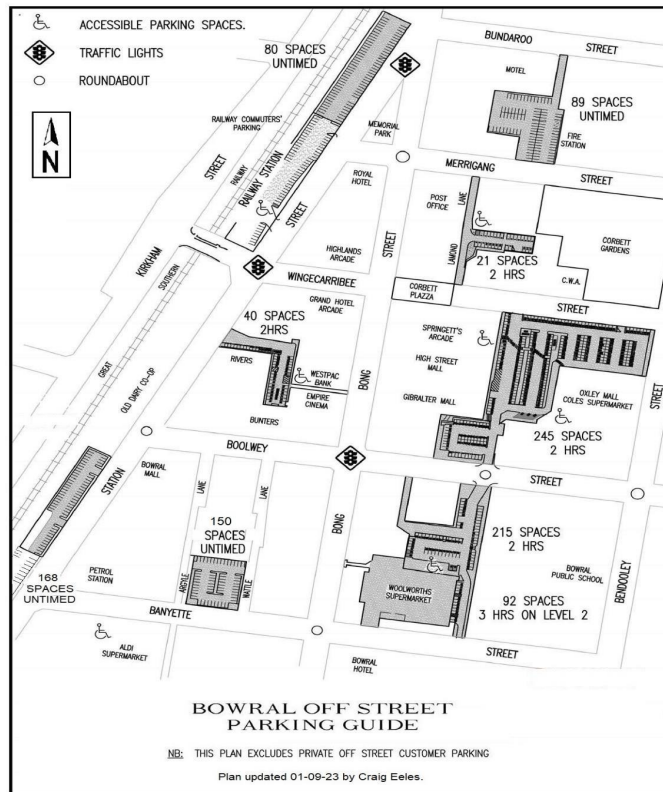 ACCESSIBLE PARKING SPACES.
TRAFFIC LIGHTS
ROUNDABOUT
N
80 SPACES
UNTIMED
BUNDAROO
STREET
MOTEL
89 SPACES
UNTIMED
FIRE
STATION
RAILWAY COMMUTERS'
PARKING
MEMORIAL
PARK
STREET
RAILWAY
RAILWAY STATION
STREET
MERRIGANG
STREET
ROYAL
HOTEL
POST
OFFICE
LANE
LAMOND
CORBETT
GARDENS
KIRKHAM
SOUTHERN
GREAT
HIGHLANDS
ARCADE
STREET
21 SPACES
2 HRS
C.W.A.
WINGECARRIBEE
STREET
CORBETT
PLAZA
GRAND HOTEL
ARCADE
40 SPACES
2HRS
RIVERS
WESTPAC
BANK
EMPIRE
CINEMA
BUNTERS
BONG
SPRINGETT'S
ARCADE
HIGH STREET
MALL
GIBRALTER MALL
OXLEY MALL
COLES SUPERMARKET
STREET
245 SPACES
2 HRS
OLD DAIRY CO-OP
BOOLWEY
STREET
BOWRAL
MALL
STATION
LANE
LANE
150
SPACES
UNTIMED
ARGYLE
WATTLE
BONG
215 SPACES
2 HRS
BOWRAL
PUBLIC SCHOOL
BENDOOLEY
168
SPACES
UNTIMED
PETROL
STATION
WOOLWORTHS
SUPERMARKET
92 SPACES
3 HRS ON LEVEL 2
BANYETTE
STREET
ALDI
SUPERMARKET
BOWRAL
HOTEL
BOWRAL OFF STREET
PARKING GUIDE
NB: THIS PLAN EXCLUDES PRIVATE OFF STREET CUSTOMER PARKING
Plan updated 01-09-23 by Craig Eeles.